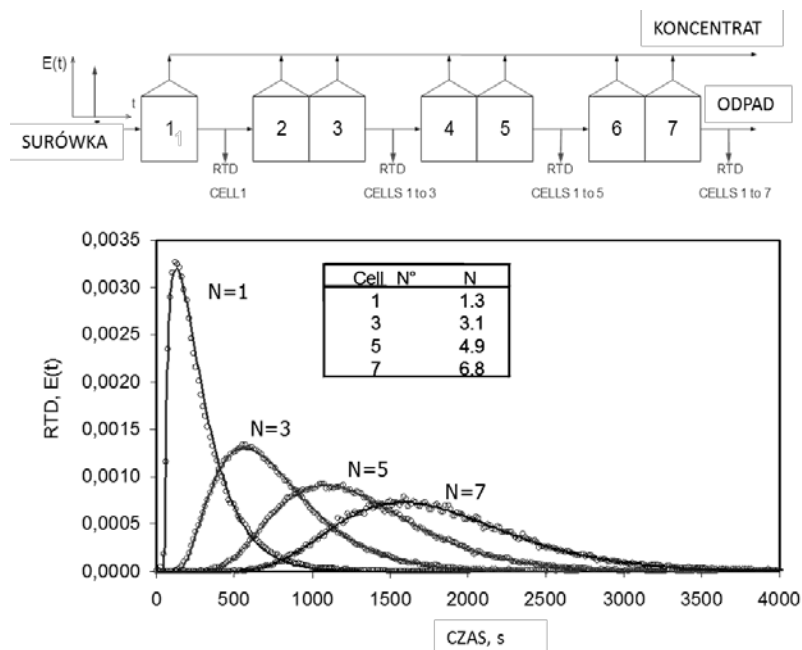 KONCENTRAT
E(t)
t
SURÓWKA
1
1
2
3
4
5
6
7
ODPAD
RTD
RTD
RTD
RTD
CELL 1
CELLS 1 to 3
CELLS 1 to 5
CELLS 1 to 7
0,0035
0,0030
0,0025
0,0020
0,0015
0,0010
0,0005
0,0000
RTD, E(t)
N=1
N=3
N=5
N=7
Cell N° N
1 1.3
3 3.1
5 4.9
7 6.8
0 500 1000 1500 2000 2500 3000 3500 4000
CZAS, s